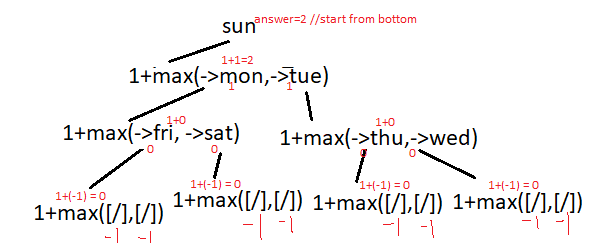 sun
answer=2 //start from bottom
1+1=2
1+max(->mon,->tue)
1 1
1+0 1+0
1+max(->fri, ->sat) 1+max(->thu,->wed)
0 0 0 0
1+(-1) = 0 1+(-1) = 0 1+(-1) = 0 1+(-1) = 0
1+max([/],[/]) 1+max([/],[/]) 1+max([/],[/]) 1+max([/],[/])
-1 -1 -1 -1 -1 -1 -1 -1